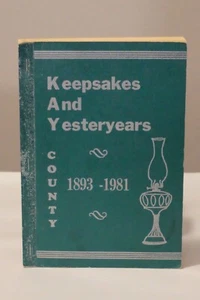 Keepsakes
And
Yesteryears
COUNTY
1893 - 1981